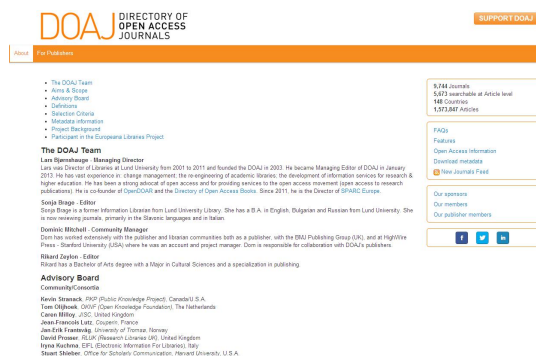 DOAJ DIRECTORY OF
OPEN ACCESS
JOURNALS
SUPPORT DOAJ
About
For Publishers
The DOAJ Team
Aims & Scope
Advisory Board
Definitions
Selection Criteria
Metadata information
Project Background
Participant in the Europeana Libraries Project
The DOAJ Team
Lars Bjørnshauge - Managing Director
Lars was Director of Libraries at Lund University from 2001 to 2011 and founded the DOAJ in 2003. He became Managing Editor of DOAJ in January
2013. He has vast experience in: change management; the re-engineering of academic libraries; the development of information services for research &
higher education. He has been a strong advocat of open access and for providing services to the open access movement (open access to research
publications). He is co-founder of OpenDOAR and the Directory of Open Access Books. Since 2011, he is the Director of SPARC Europe.
Sonja Brage - Editor
Sonja Brage is a former Information Librarian from Lund University Library. She has a B.A. in English, Bulgarian and Russian from Lund University. She
is now reviewing journals, primarily in the Slavonic languages and in Italian.
Dominic Mitchell - Community Manager
Dom has worked extensively with the publisher and librarian communities both as a publisher, with the BMJ Publishing Group (UK), and at HighWire
Press - Stanford University (USA) where he was an account and project manager. Dom is responsible for collaboration with DOAJ's publishers.
Rikard Zeylon - Editor
Rikard has a Bachelor of Arts degree with a Major in Cultural Sciences and a specialization in publishing.
Advisory Board
Community/Consortia
Kevin Stranack, PKP (Public Knowledge Project), Canada/U.S.A.
Tom Olijhoek, OKNF (Open Knowledge Foundation), The Netherlands
Caren Milloy, JISC, United Kingdom
Jean-Francois Lutz, Couperin, France
Jan-Erik Frantsvåg, University of Tromsø, Norway
David Prosser, RLUK (Research Libraries UK), United Kingdom
Iryna Kuchma, EIFL (Electronic Information For Libraries), Italy
Stuart Shieber, Office for Scholarly Communication, Harvard University, U.S.A.
9,744 Journals
5,673 searchable at Article level
148 Countries
1,573,847 Articles
FAQs
Features
Open Access Information
Download metadata
New Journals Feed
Our sponsors
Our members
Our publisher members